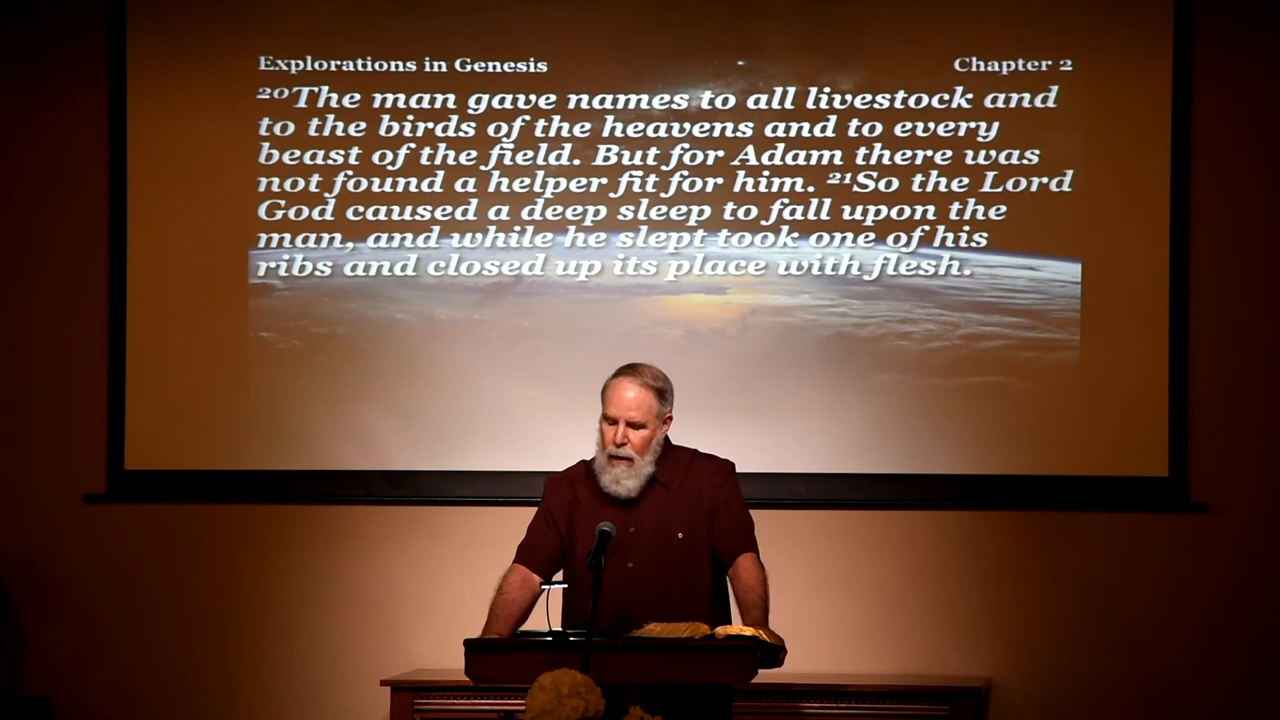 Explorations in Genesis Chapter 2
²⁰The man gave names to all livestock and
to the birds of the heavens and to every
beast of the field. But for Adam there was
not found a helper fit for him. ²¹So the Lord
God caused a deep sleep to fall upon the
man, and while he slept took one of his
ribs and closed up its place with flesh.